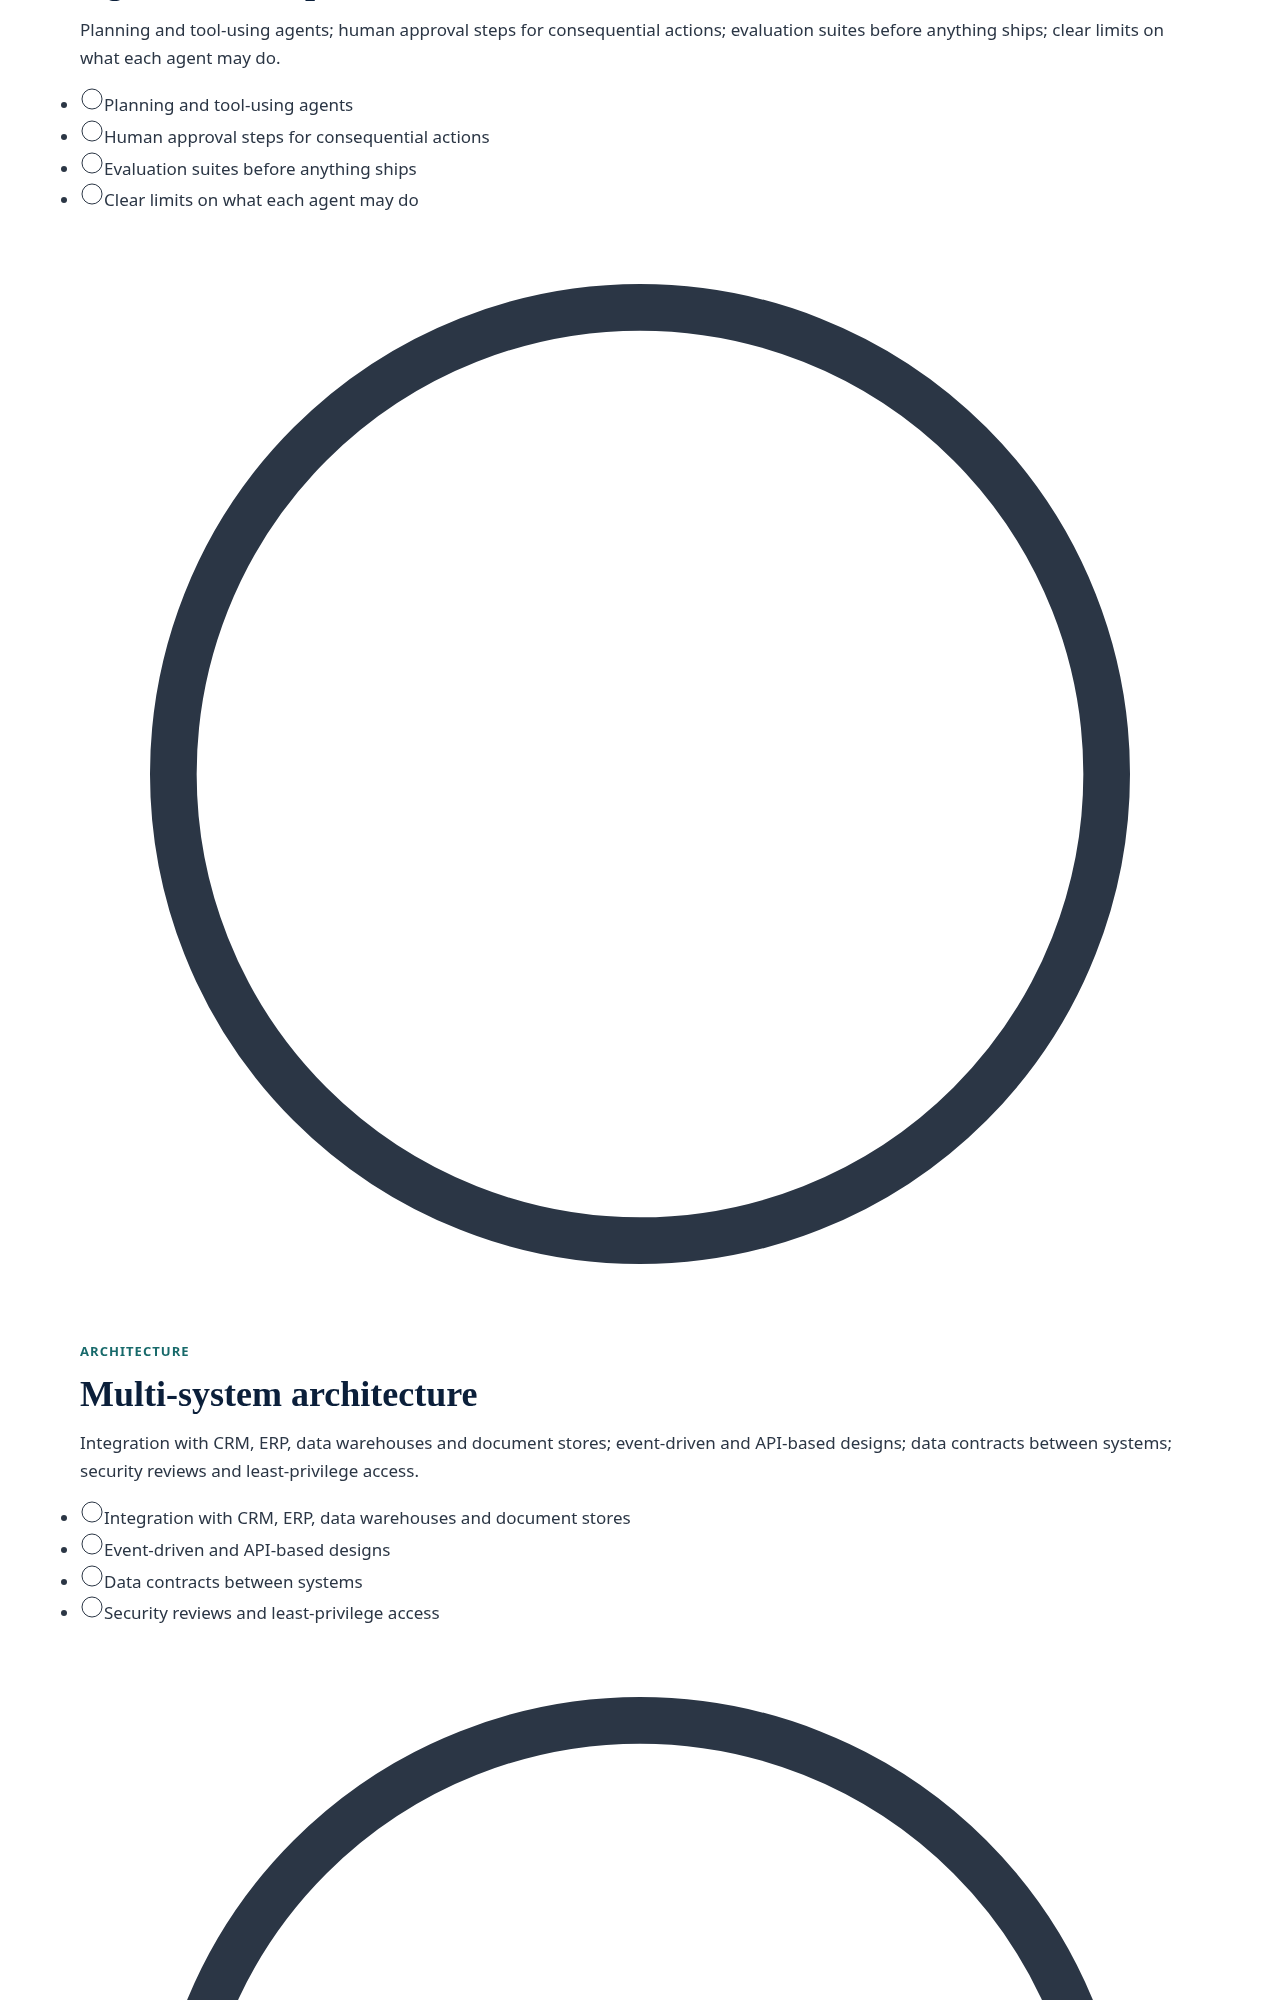 Planning and tool-using agents; human approval steps for consequential actions; evaluation suites before anything ships; clear limits on
what each agent may do.
Planning and tool-using agents
Human approval steps for consequential actions
Evaluation suites before anything ships
Clear limits on what each agent may do
ARCHITECTURE
Multi-system architecture
Integration with CRM, ERP, data warehouses and document stores; event-driven and API-based designs; data contracts between systems;
security reviews and least-privilege access.
Integration with CRM, ERP, data warehouses and document stores
Event-driven and API-based designs
Data contracts between systems
Security reviews and least-privilege access